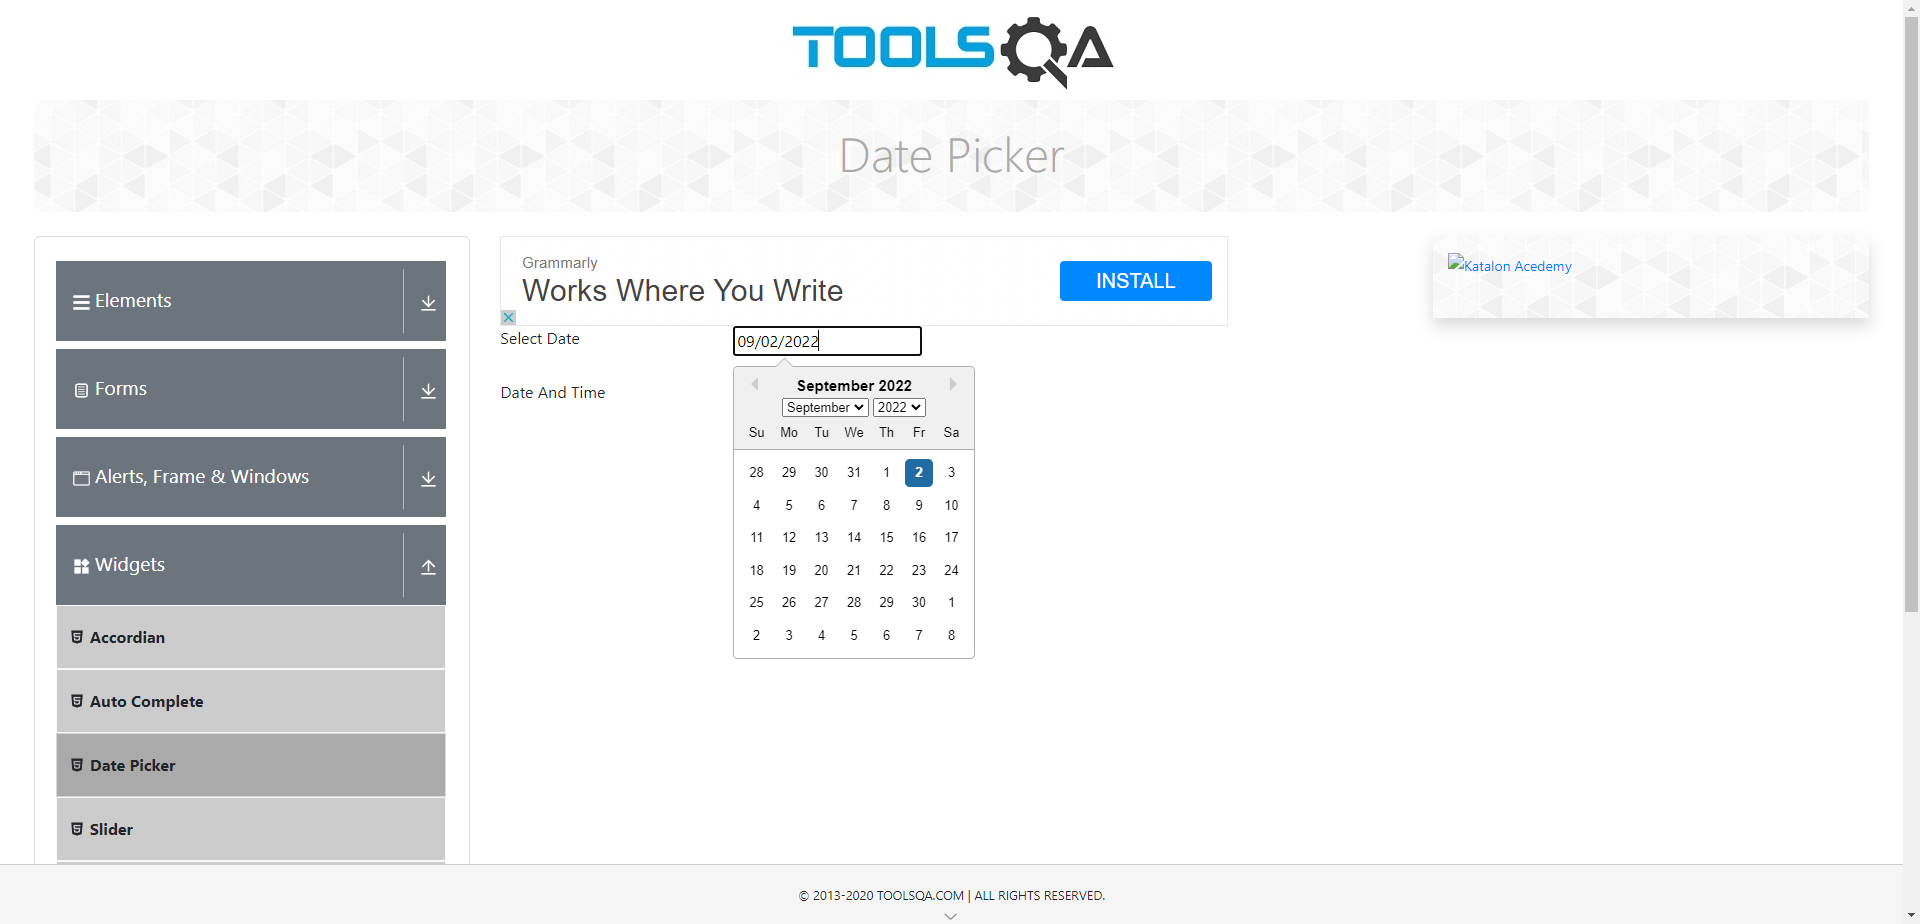 TOOLSQA
Date Picker
Elements
Forms
Alerts, Frame & Windows
Widgets
Accordian
Auto Complete
Date Picker
Slider
Grammarly
Works Where You Write
INSTALL
Select Date
09/02/2022
Date And Time
September 2022
September 2022
Su Mo Tu We Th Fr Sa
28 29 30 31 1 2 3
4 5 6 7 8 9 10
11 12 13 14 15 16 17
18 19 20 21 22 23 24
25 26 27 28 29 30 1
2 3 4 5 6 7 8
Katalon Acedemy
© 2013-2020 TOOLSQA.COM | ALL RIGHTS RESERVED.